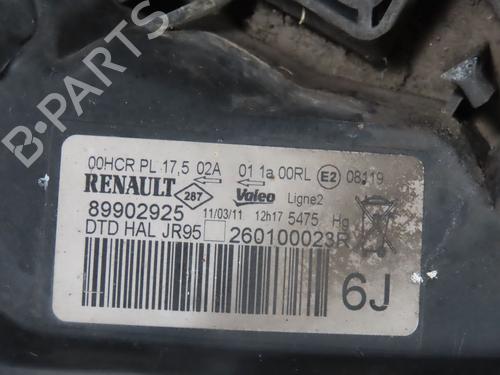 B-PARTS
00HCR PL 17,5 02A 01 1a 00RL E2 08119
RENAULT 287 Valeo Ligne2
89902925 11/03/11 12h17 5475 Hg
DTD HAL JR95 260100023R
6J